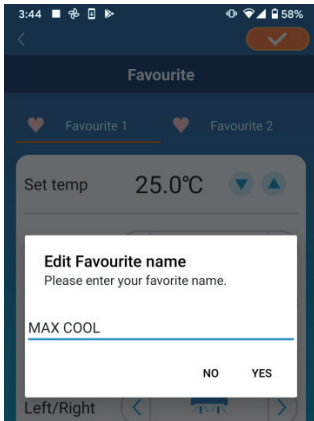 3:44 58%
Favourite
Favourite 1 Favourite 2
Set temp 25.0°C
Edit Favourite name
Please enter your favorite name.
MAX COOL
NO YES
Left/Right